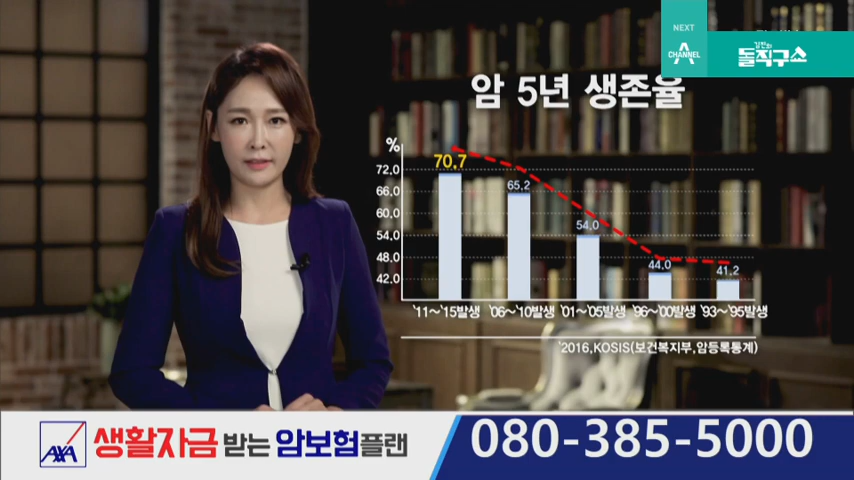 NEXT
CHANNEL A
김진의 돌직구쇼
암 5년 생존율
%
72.0
66.0
60.0
54.0
48.0
42.0
70.7
65.2
54.0
44.0
41.2
'11~'15발생 '06~'10발생 '01~'05발생 '96~'00발생 '93~'95발생
'2016,KOSIS(보건복지부,암등록통계)
AXA 생활자금 받는 암보험플랜 080-385-5000